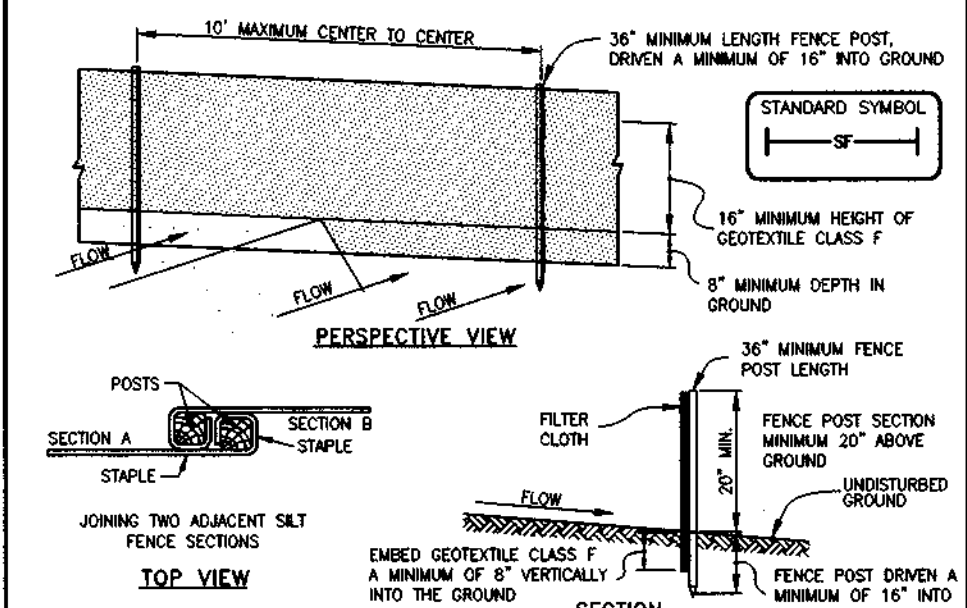 10' MAXIMUM CENTER TO CENTER
36" MINIMUM LENGTH FENCE POST,
DRIVEN A MINIMUM OF 16" INTO GROUND
STANDARD SYMBOL
SF
16" MINIMUM HEIGHT OF
GEOTEXTILE CLASS F
8" MINIMUM DEPTH IN
GROUND
FLOW
FLOW
FLOW
PERSPECTIVE VIEW
36" MINIMUM FENCE
POST LENGTH
POSTS
SECTION A
SECTION B
STAPLE
STAPLE
JOINING TWO ADJACENT SILT
FENCE SECTIONS
TOP VIEW
FILTER
CLOTH
20" MIN.
FENCE POST SECTION
MINIMUM 20" ABOVE
GROUND
UNDISTURBED
GROUND
FLOW
EMBED GEOTEXTILE CLASS F
A MINIMUM OF 8" VERTICALLY
INTO THE GROUND
FENCE POST DRIVEN A
MINIMUM OF 16" INTO
SECTION